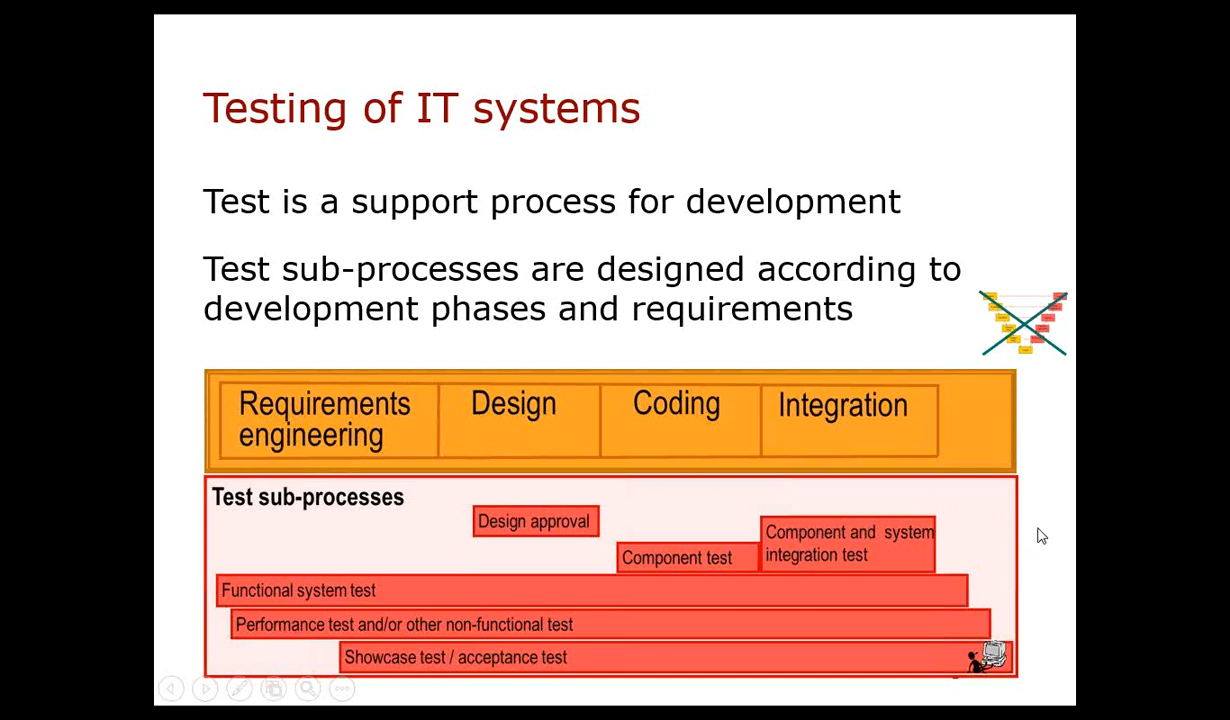 Testing of IT systems
Test is a support process for development
Test sub-processes are designed according to
development phases and requirements
Requirements
engineering
Design
Coding
Integration
Test sub-processes
Design approval
Component test
Component and system
integration test
Functional system test
Performance test and/or other non-functional test
Showcase test / acceptance test